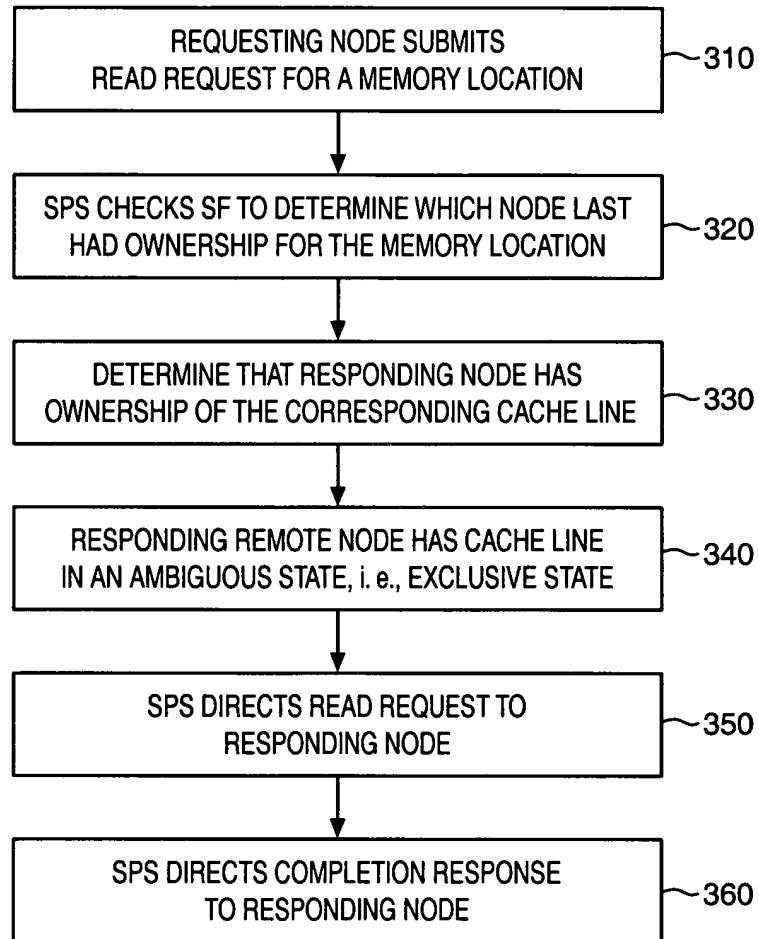 REQUESTING NODE SUBMITS
READ REQUEST FOR A MEMORY LOCATION
310
SPS CHECKS SF TO DETERMINE WHICH NODE LAST
HAD OWNERSHIP FOR THE MEMORY LOCATION
320
DETERMINE THAT RESPONDING NODE HAS
OWNERSHIP OF THE CORRESPONDING CACHE LINE
330
RESPONDING REMOTE NODE HAS CACHE LINE
IN AN AMBIGUOUS STATE, i. e., EXCLUSIVE STATE
340
SPS DIRECTS READ REQUEST TO
RESPONDING NODE
350
SPS DIRECTS COMPLETION RESPONSE
TO RESPONDING NODE
360